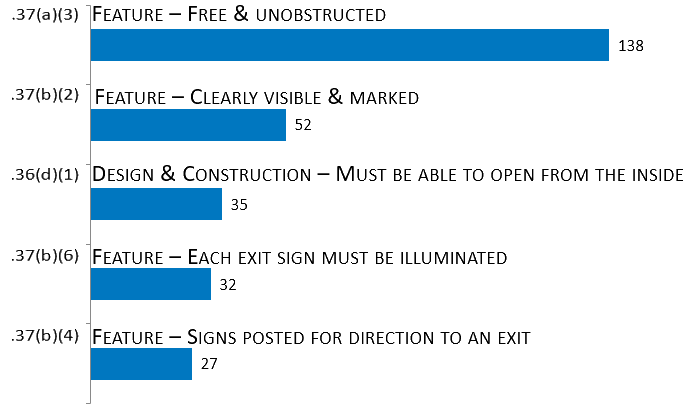 .37(a)(3) Feature – Free & unobstructed
138
.37(b)(2) Feature – Clearly visible & marked
52
.36(d)(1) Design & Construction – Must be able to open from the inside
35
.37(b)(6) Feature – Each exit sign must be illuminated
32
.37(b)(4) Feature – Signs posted for direction to an exit
27